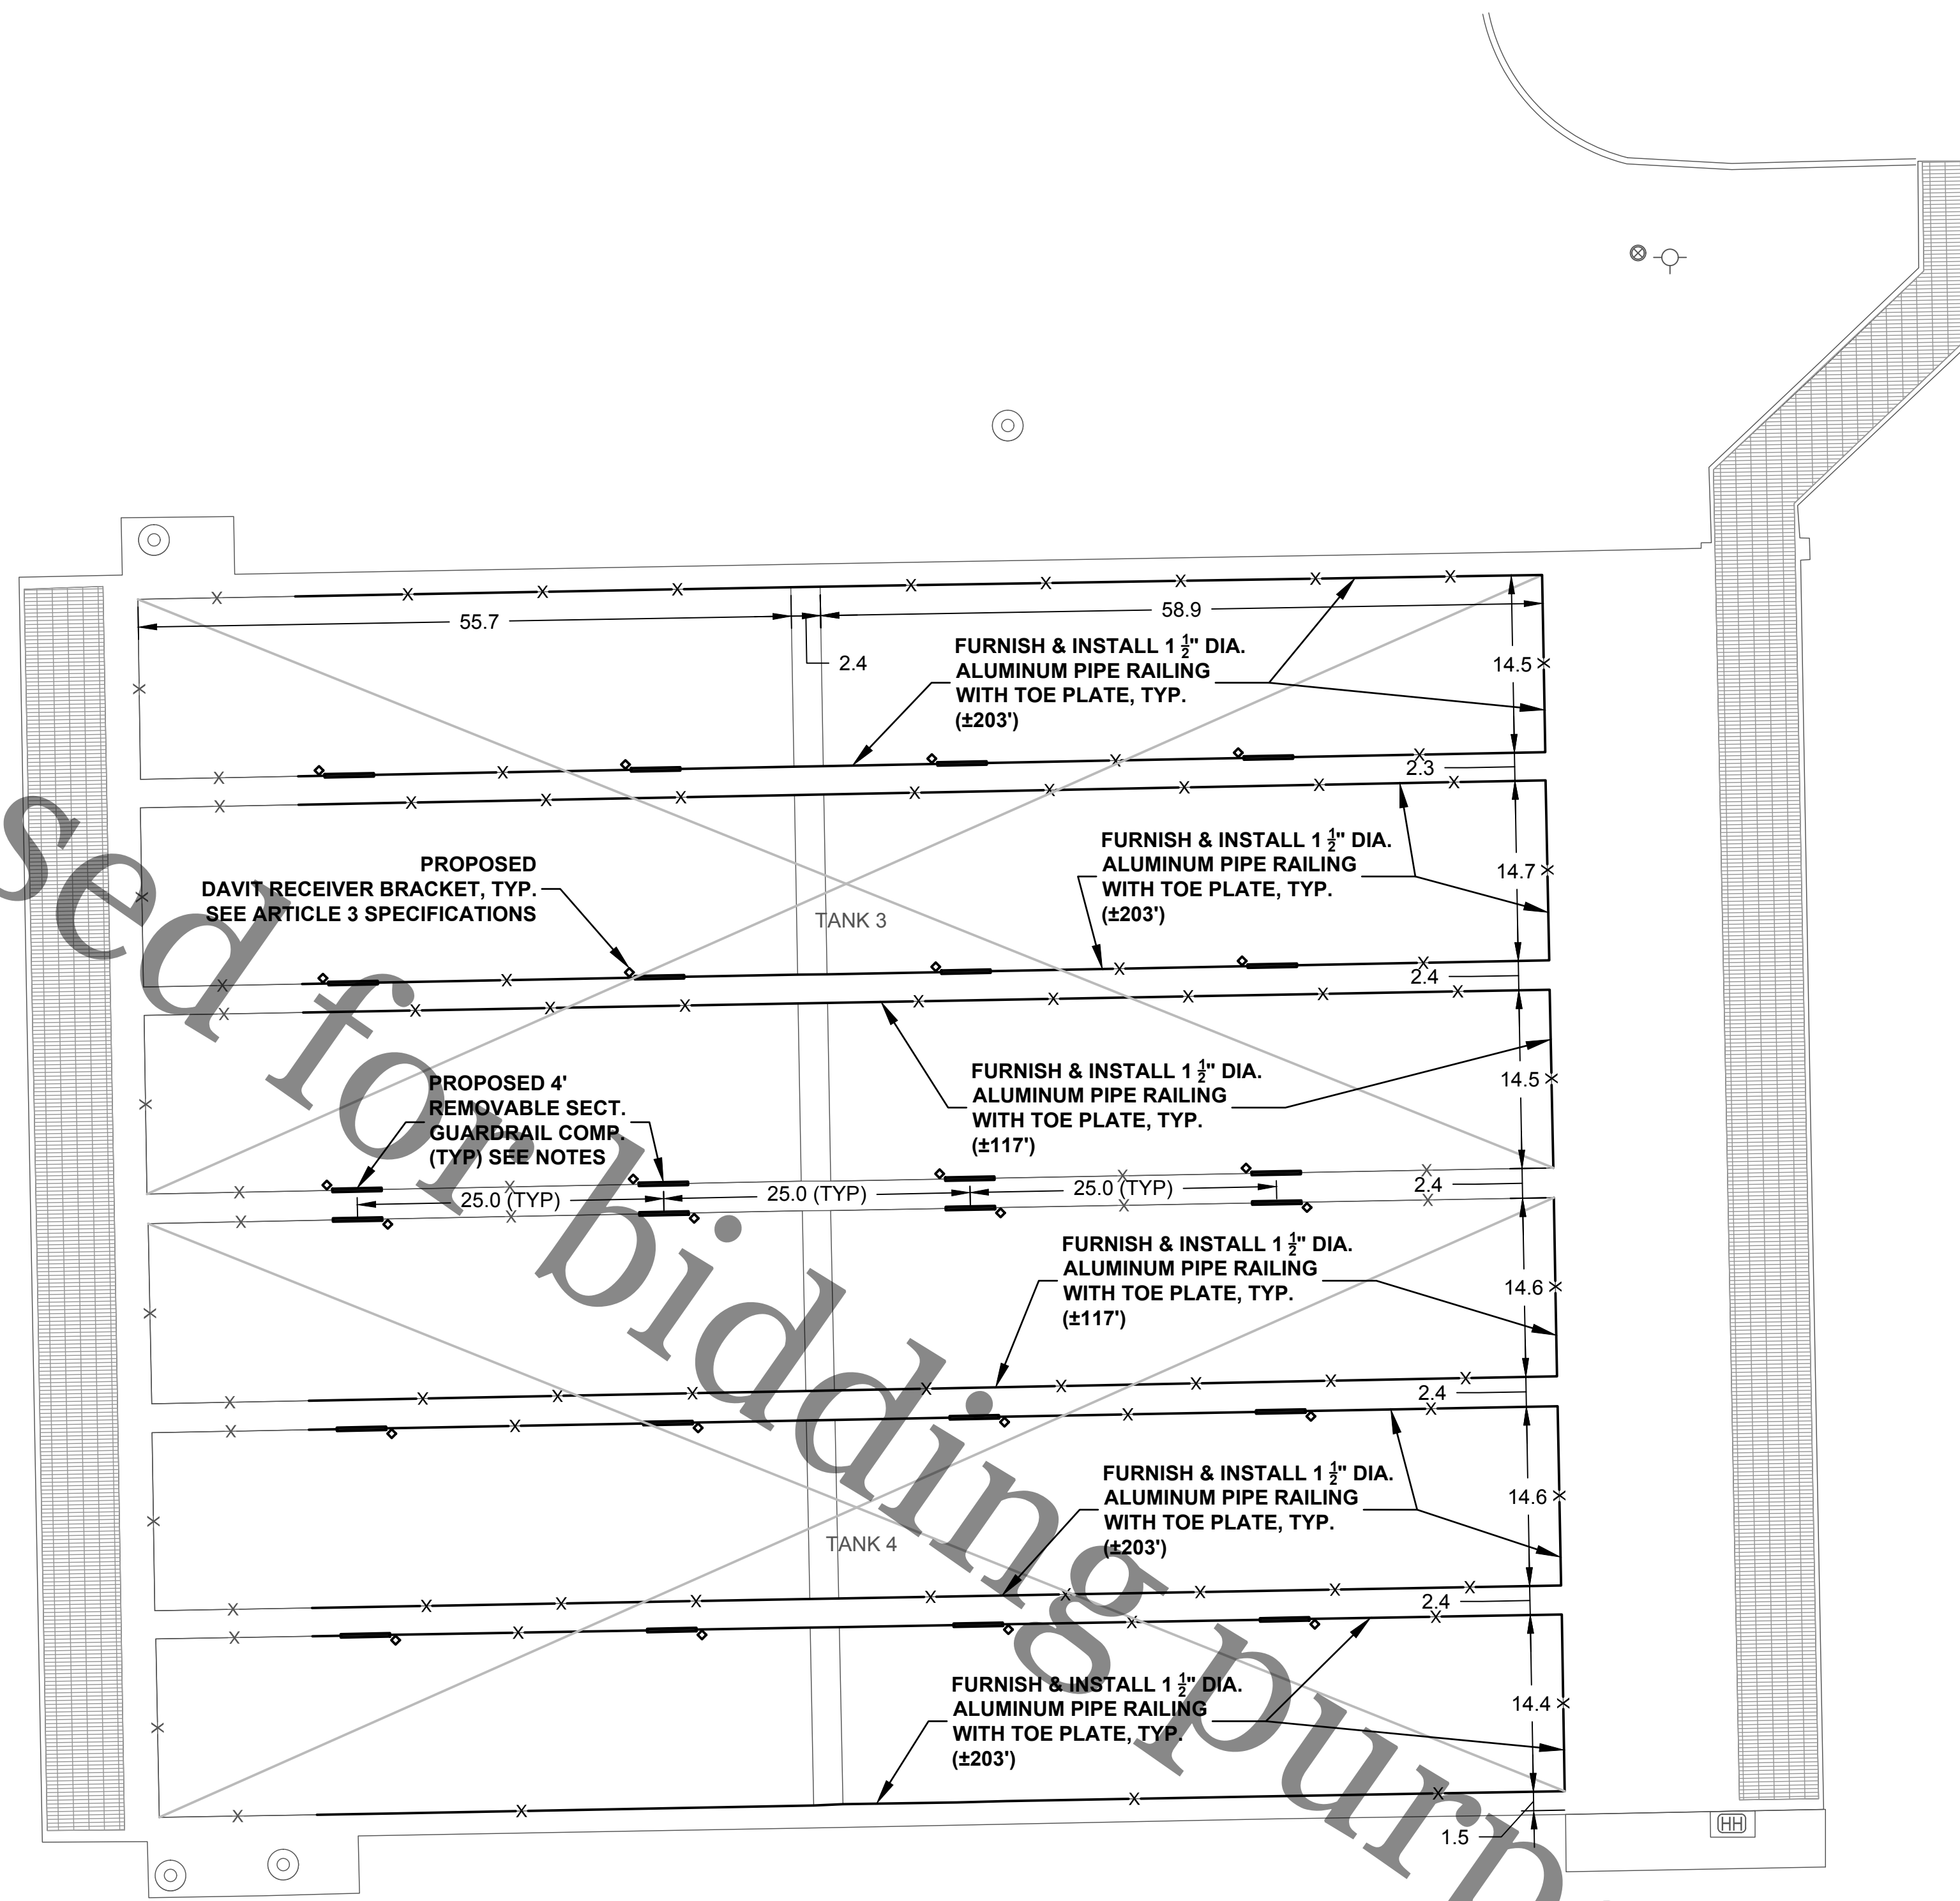 55.7
58.9
2.4
FURNISH & INSTALL 1 1/2" DIA.
ALUMINUM PIPE RAILING
WITH TOE PLATE, TYP.
(±203')
14.5
2.3
PROPOSED
DAVIT RECEIVER BRACKET, TYP.
SEE ARTICLE 3 SPECIFICATIONS
TANK 3
FURNISH & INSTALL 1 1/2" DIA.
ALUMINUM PIPE RAILING
WITH TOE PLATE, TYP.
(±203')
14.7
2.4
FURNISH & INSTALL 1 1/2" DIA.
ALUMINUM PIPE RAILING
WITH TOE PLATE, TYP.
(±117')
14.5
PROPOSED 4'
REMOVABLE SECT.
GUARDRAIL COMP.
(TYP) SEE NOTES
25.0 (TYP)
25.0 (TYP)
25.0 (TYP)
2.4
FURNISH & INSTALL 1 1/2" DIA.
ALUMINUM PIPE RAILING
WITH TOE PLATE, TYP.
(±117')
14.6
2.4
FURNISH & INSTALL 1 1/2" DIA.
ALUMINUM PIPE RAILING
WITH TOE PLATE, TYP.
(±203')
14.6
TANK 4
2.4
FURNISH & INSTALL 1 1/2" DIA.
ALUMINUM PIPE RAILING
WITH TOE PLATE, TYP.
(±203')
14.4
1.5
HH
sed for bidding purp